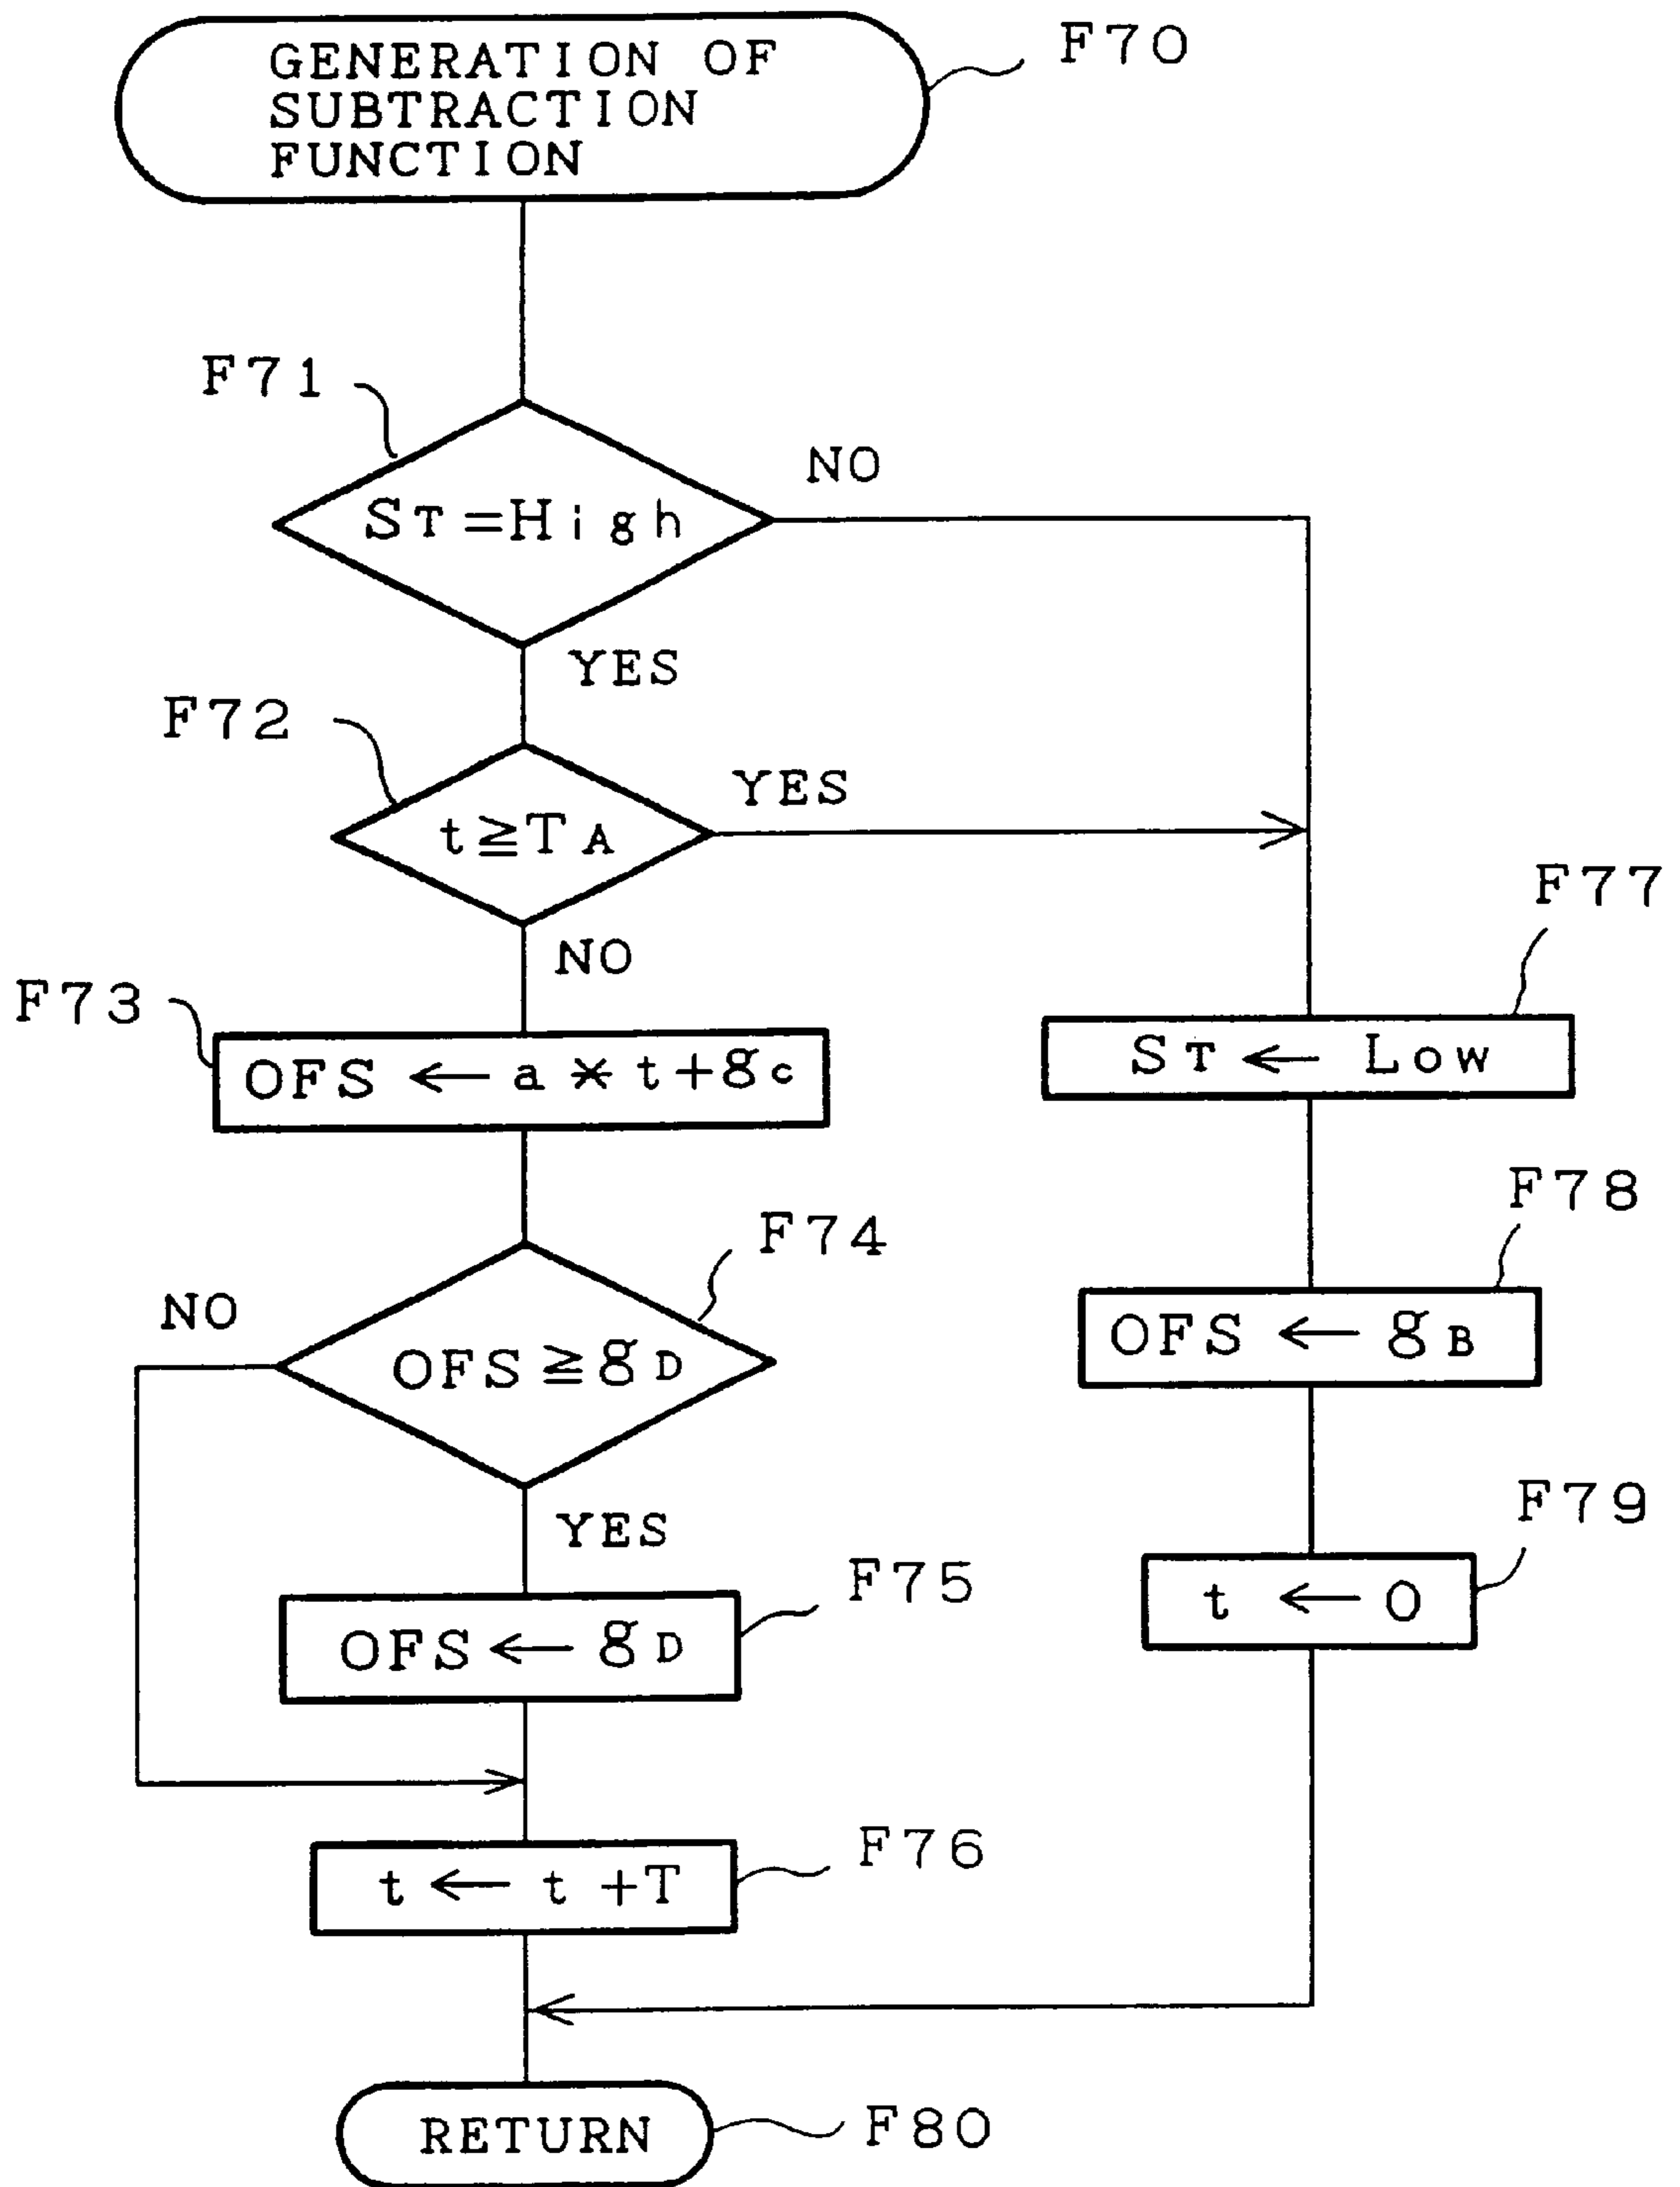 GENERATION OF
SUBTRACTION
FUNCTION
F70
F71
ST=High
NO
YES
F72
t≧TA
YES
NO
F73
OFS ← a * t+gc
F74
OFS≧gD
NO
YES
F75
OFS ← gD
F76
t ← t +T
F77
ST ← Low
F78
OFS ← gB
F79
t ← 0
RETURN
F80